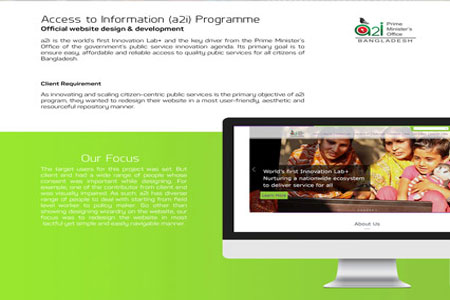 Access to Information (a2i) Programme
Official website design & development
a2i is the world's first Innovation Lab+ and the key driver from the Prime Minister's
Office of the government's public service innovation agenda. Its primary goal is to
ensure easy, affordable and reliable access to quality pubic services for all citizens of
Bangladesh.
a2i
Prime
Minister's
Office
BANGLADESH
Client Requirement
As innovating and scaling citizen-centric public services is the primary objective of a2i
program, they wanted to redesign their website in a most user-friendly, aesthetic and
resourceful repository manner.
Our Focus
The target users for this project was set. But
client end had a wide range of people whose
consent was important while designing. For
example, one of the contributor from client end
was visually impaired. As such, a2i has diverse
range of people to deal with starting from field
level worker to policy maker. So other than
showing designing sincerity on the website, our
focus was to redesign the website in most
tactful yet simple and easily navigable manner.
World's first Innovation Lab+
Nurturing a nationwide ecosystem
to deliver service for all
Learn More
About Us